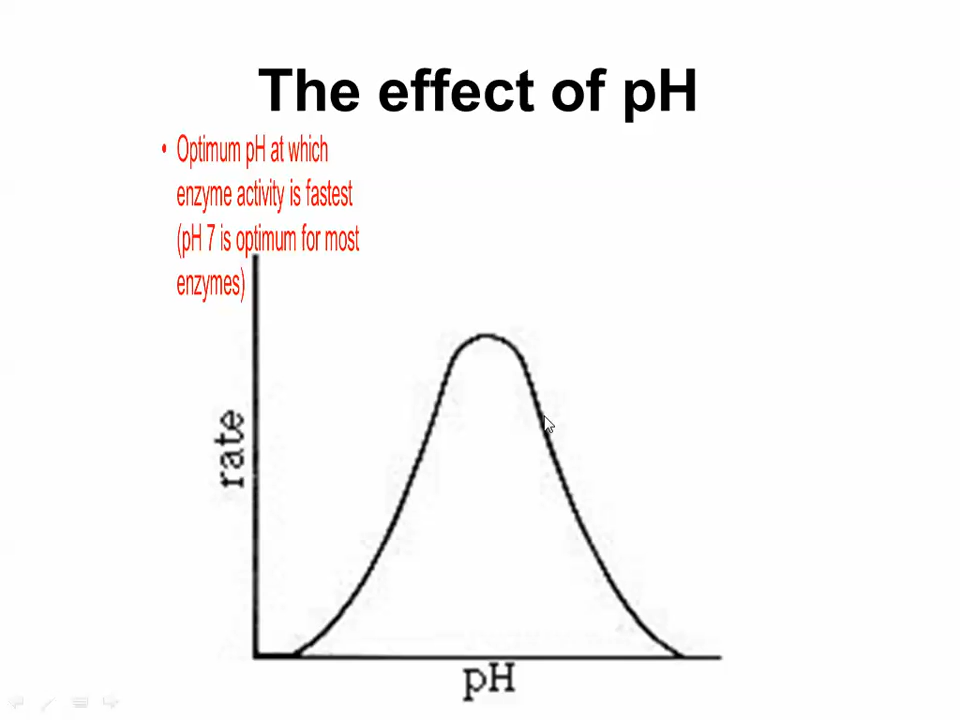 The effect of pH
• Optimum pH at which
enzyme activity is fastest
(pH 7 is optimum for most
enzymes)
rate
pH